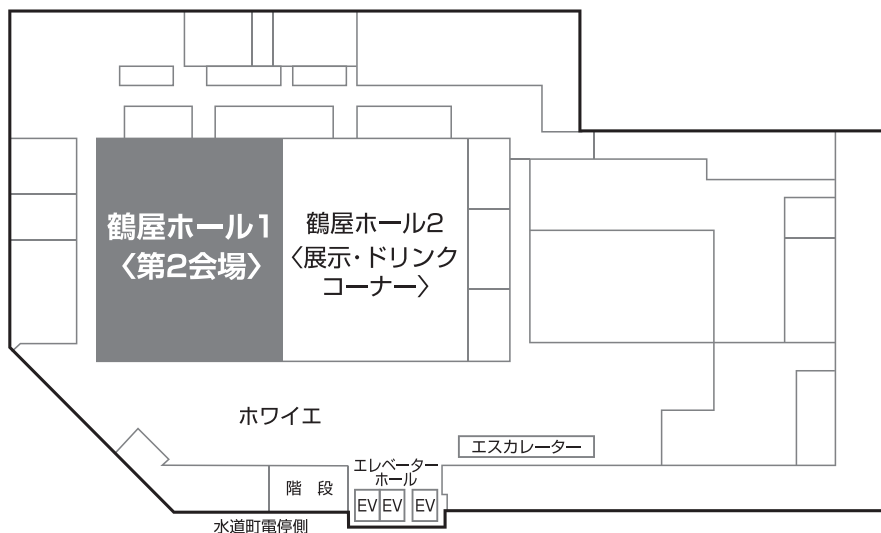 鶴屋ホール1
〈第2会場〉
鶴屋ホール2
〈展示・ドリンク
コーナー〉
ホワイエ
エスカレーター
エレベーター
ホール
階 段
EV EV EV
水道町電停側